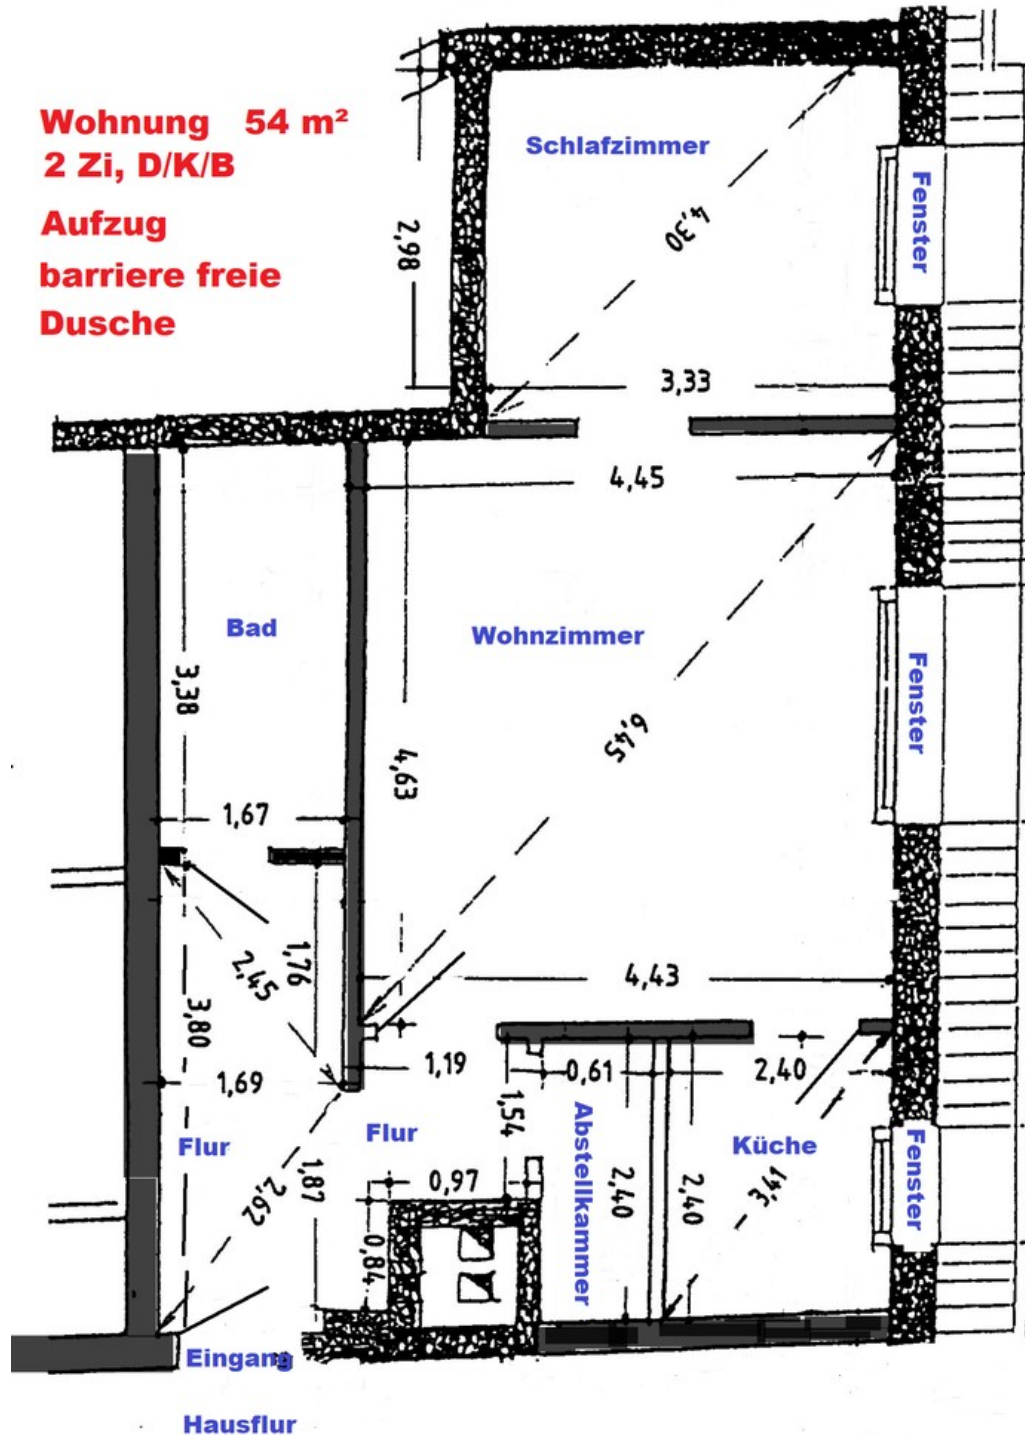 Wohnung 54 m²
2 Zi, D/K/B
Aufzug
barriere freie
Dusche
Schlafzimmer
Fenster
2,98
4,30
3,33
4,45
Bad
Wohnzimmer
Fenster
3,38
4,63
6,45
1,67
1,76
2,45
3,80
4,43
1,69
1,19
0,61
2,40
1,54
Flur
Flur
Abstellkammer
Küche
Fenster
2,62
1,87
0,97
2,40
2,40
3,41
0,84
Eingang
Hausflur